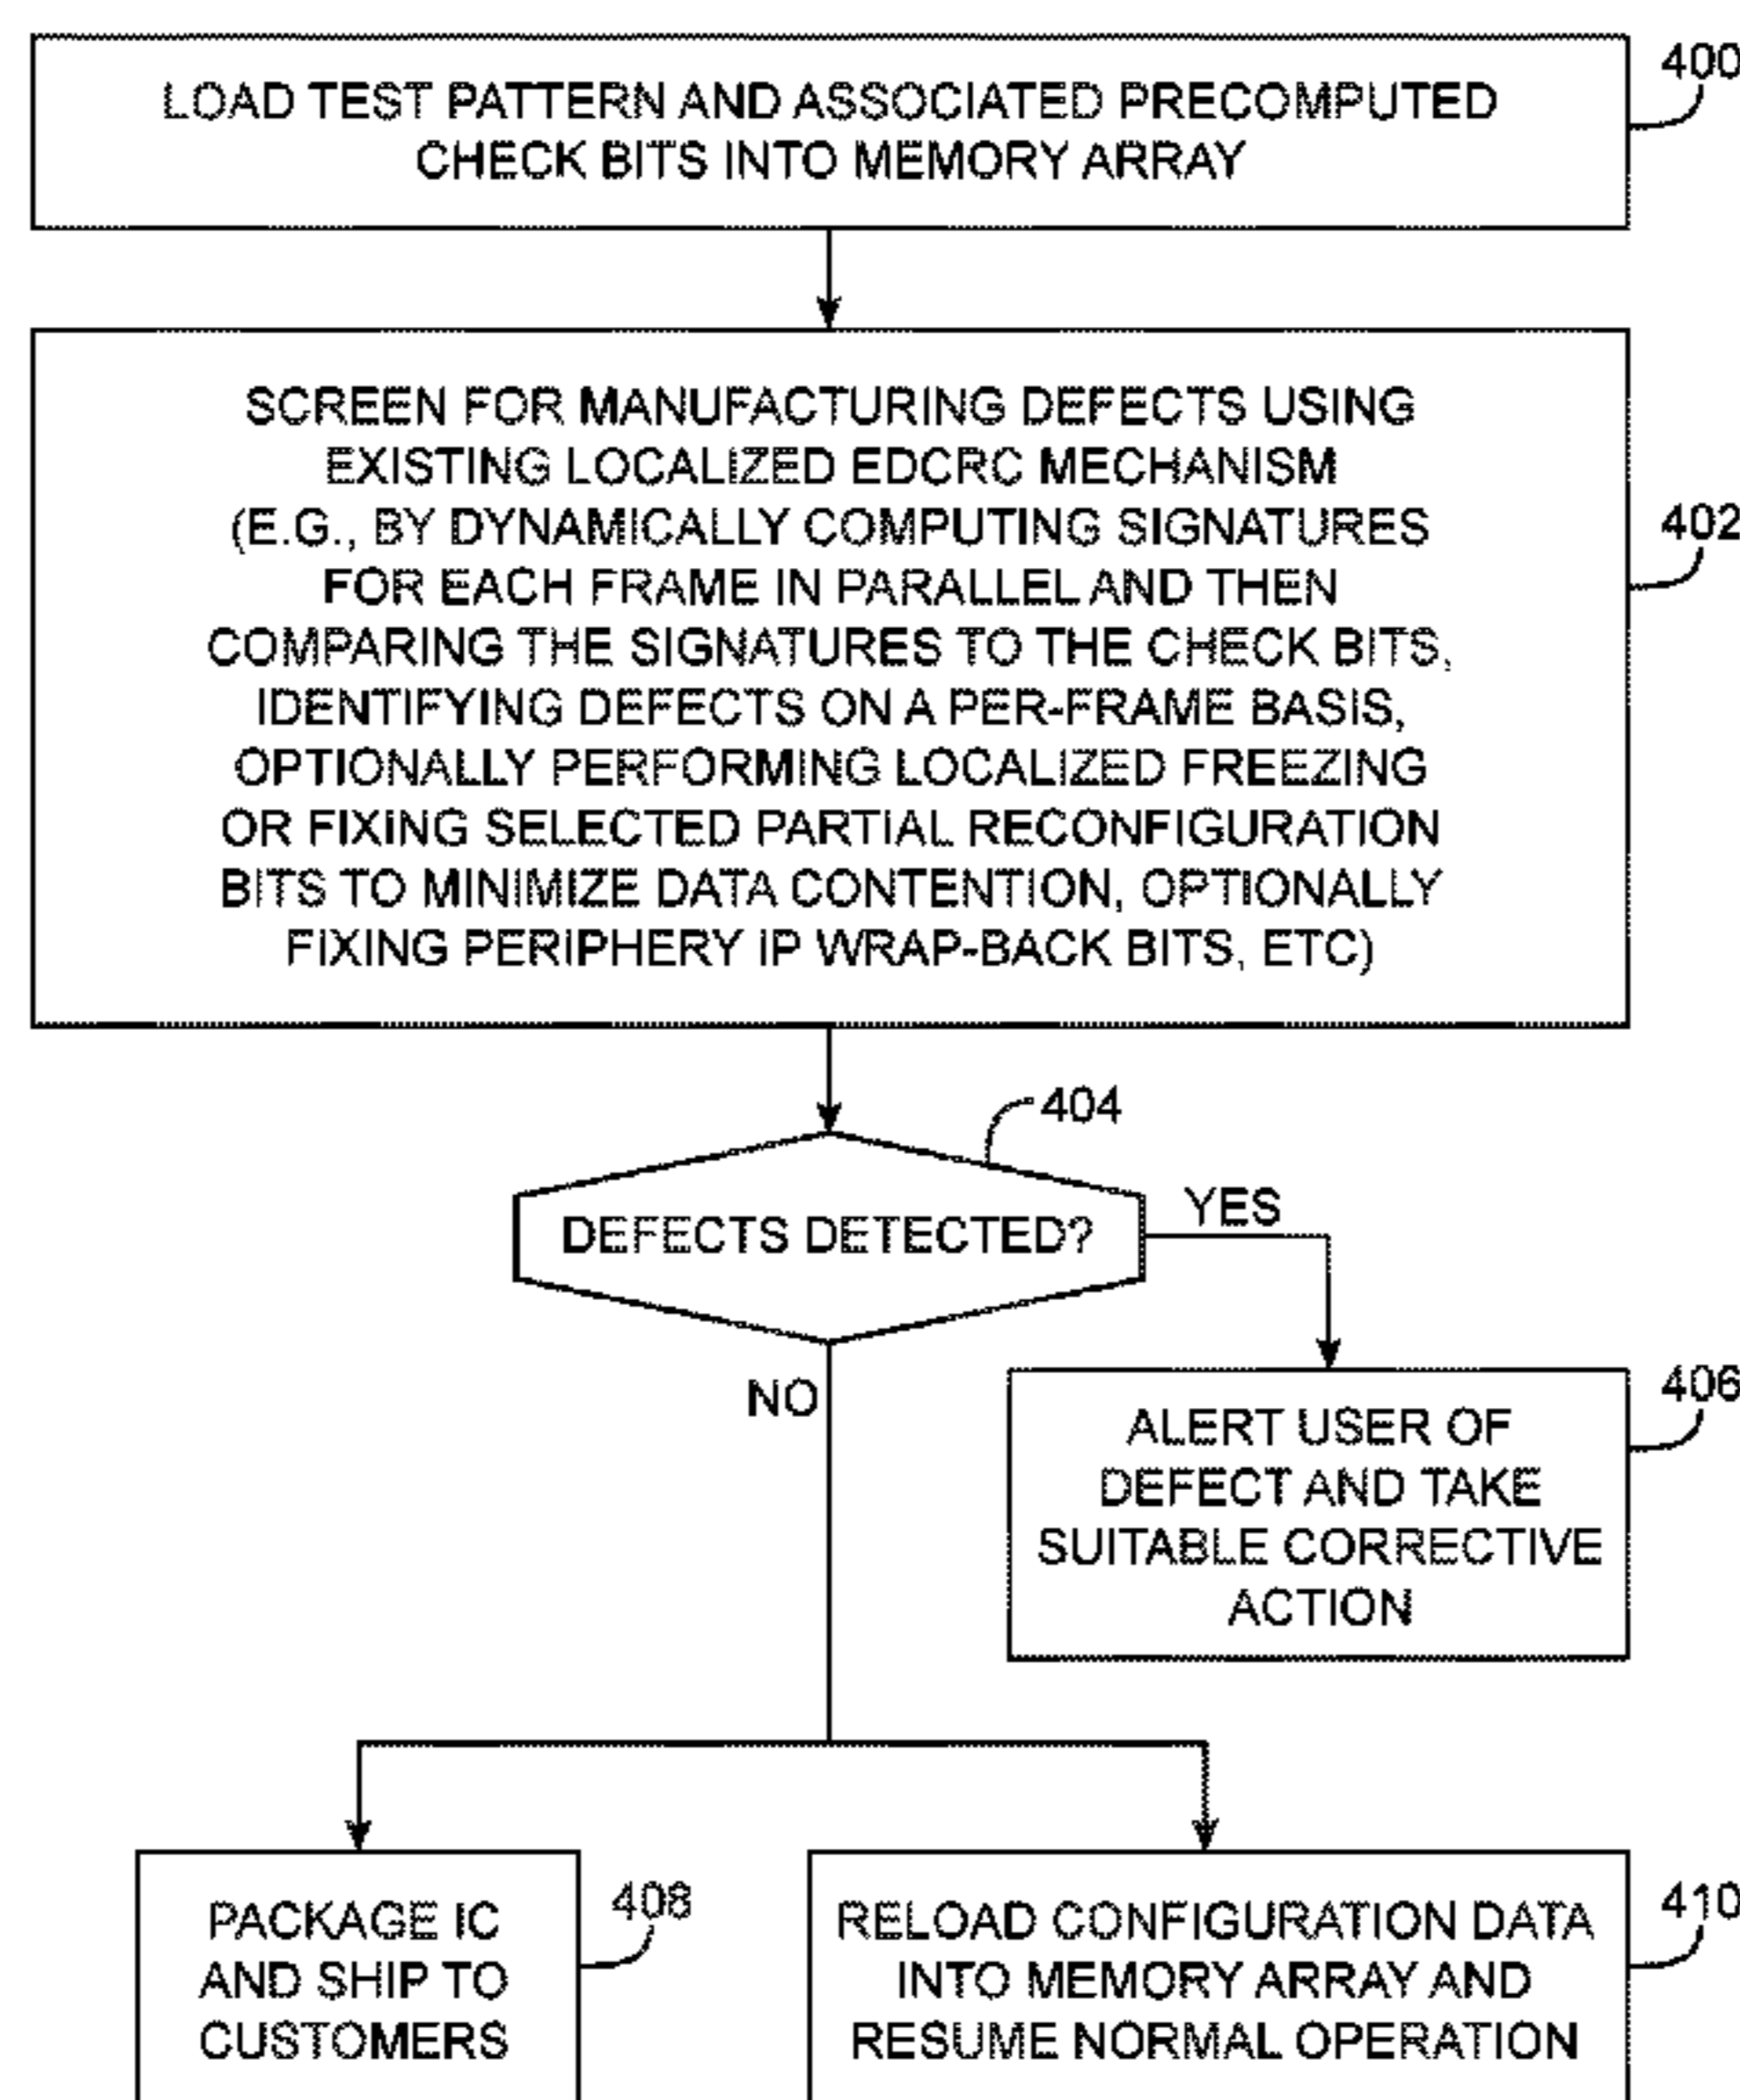 400
LOAD TEST PATTERN AND ASSOCIATED PRECOMPUTED
CHECK BITS INTO MEMORY ARRAY
SCREEN FOR MANUFACTURING DEFECTS USING
EXISTING LOCALIZED EDCRC MECHANISM
(E.G., BY DYNAMICALLY COMPUTING SIGNATURES
402
FOR EACH FRAME IN PARALLEL AND THEN
COMPARING THE SIGNATURES TO THE CHECK BITS,
IDENTIFYING DEFECTS ON A PER-FRAME BASIS,
OPTIONALLY PERFORMING LOCALIZED FREEZING
OR FIXING SELECTED PARTIAL RECONFIGURATION
BITS TO MINIMIZE DATA CONTENTION, OPTIONALLY
FIXING PERIPHERY IP WRAP-BACK BITS, ETC)
404
DEFECTS DETECTED?
YES
NO
406
ALERT USER OF
DEFECT AND TAKE
SUITABLE CORRECTIVE
ACTION
408
PACKAGE IC
AND SHIP TO
CUSTOMERS
410
RELOAD CONFIGURATION DATA
INTO MEMORY ARRAY AND
RESUME NORMAL OPERATION